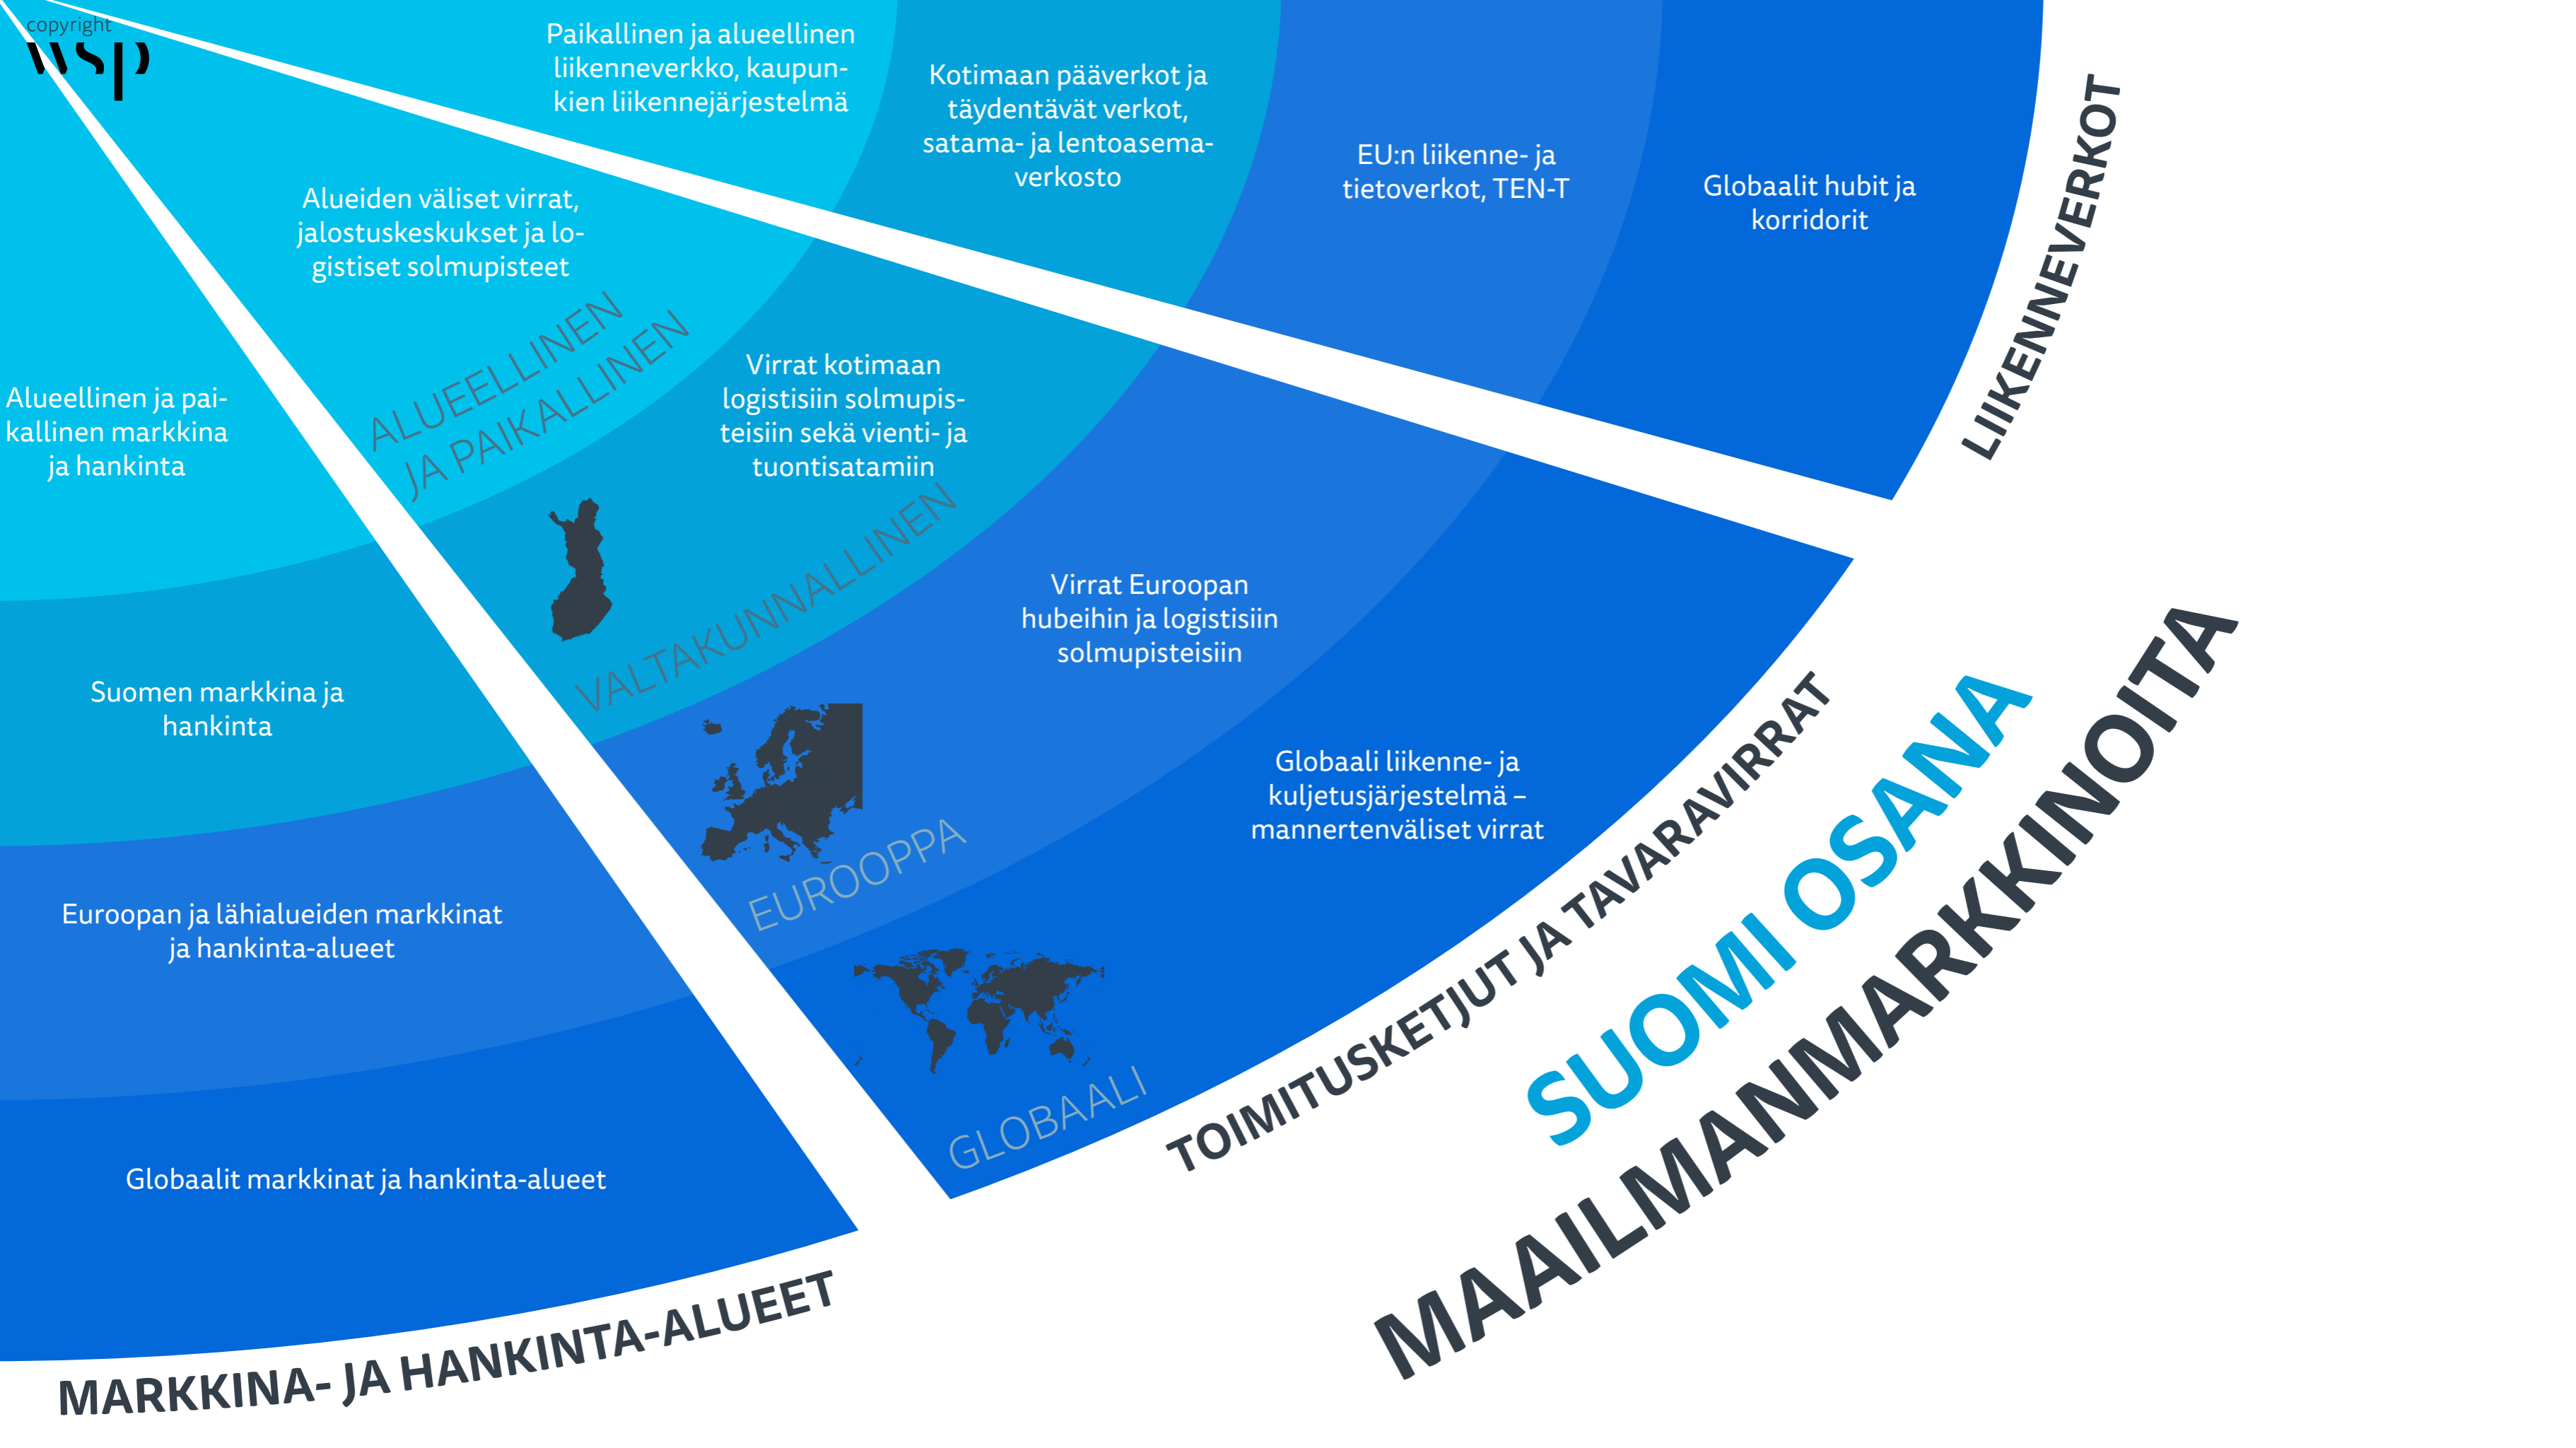 copyright
wsp
Paikallinen ja alueellinen
liikenneverkko, kaupun-
kien liikennejärjestelmä
Kotimaan pääverkot ja
täydentävät verkot,
satama- ja lentoasema-
verkosto
EU:n liikenne- ja
tietoverkot, TEN-T
Globaalit hubit ja
korridorit
LIIKENNEVERKOT
Alueiden väliset virrat,
jalostuskeskukset ja lo-
gistiset solmupisteet
ALUEELLINEN
JA PAIKALLINEN
Virrat kotimaan
logistisiin solmupis-
teisiin sekä vienti- ja
tuontisatamiin
VALTAKUNNALLINEN
Virrat Euroopan
hubeihin ja logistisiin
solmupisteisiin
EUROOPPA
Globaali liikenne- ja
kuljetusjärjestelmä –
mannertenväliset virrat
GLOBAALI
TOIMITUSKETJUT JA TAVARAVIRRAT
Alueellinen ja pai-
kallinen markkina
ja hankinta
Suomen markkina ja
hankinta
Euroopan ja lähialueiden markkinat
ja hankinta-alueet
Globaalit markkinat ja hankinta-alueet
MARKKINA- JA HANKINTA-ALUEET
SUOMI OSANA
MAAILMANMARKKINOITA